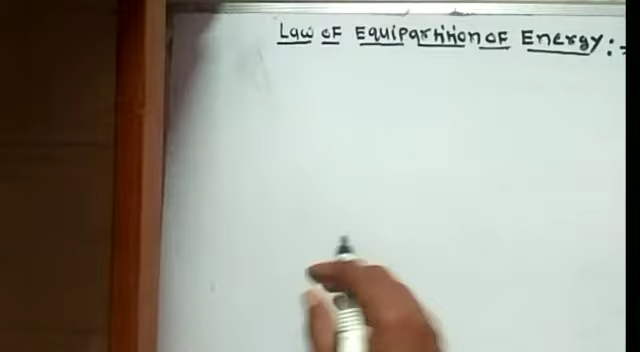 Law of Equipartition of Energy :-